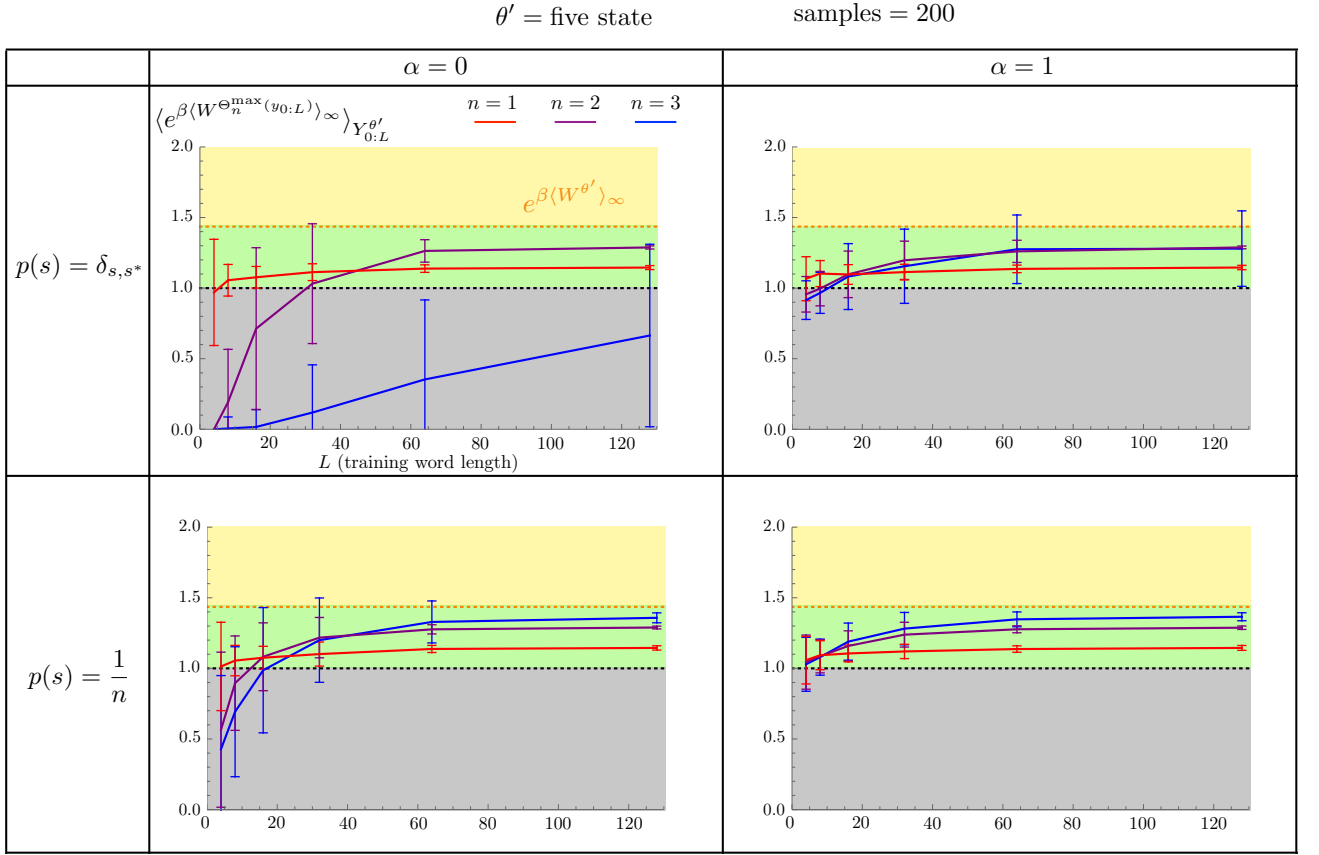 θ′ = five state samples = 200
α = 0 α = 1
⟨e^{β⟨W^{Θ_n^{max}(y_{0:L})}⟩_∞}⟩_{Y_{0:L}^{θ′}} n = 1 n = 2 n = 3
p(s) = δ_{s,s*}
2.0
1.5
1.0
0.5
0.0
e^{β⟨W^{θ′}⟩_∞}
0 20 40 60 80 100 120
L (training word length)
2.0
1.5
1.0
0.5
0.0
0 20 40 60 80 100 120
p(s) = 1/n
2.0
1.5
1.0
0.5
0.0
0 20 40 60 80 100 120
2.0
1.5
1.0
0.5
0.0
0 20 40 60 80 100 120